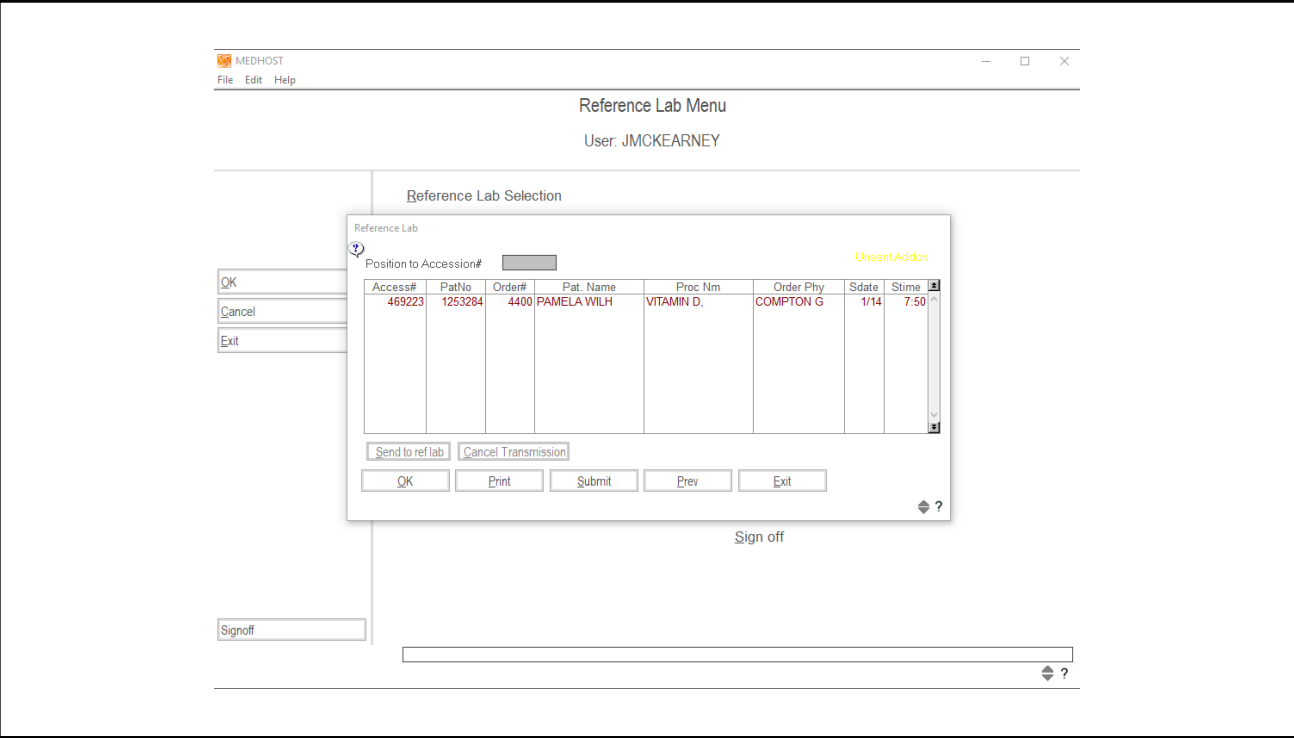 MEDHOST
File Edit Help
Reference Lab Menu
User: JMCKEARNEY
Reference Lab Selection
Reference Lab
?
Position to Accession#
Unsent Addon
Access# PatNo Order# Pat. Name Proc Nm Order Phy Sdate Stime
469223 1253284 4400 PAMELA WILH VITAMIN D, COMPTON G 1/14 7:50
Send to ref lab Cancel Transmission
OK Print Submit Prev Exit
?
OK
Cancel
Exit
Sign off
Signoff
?